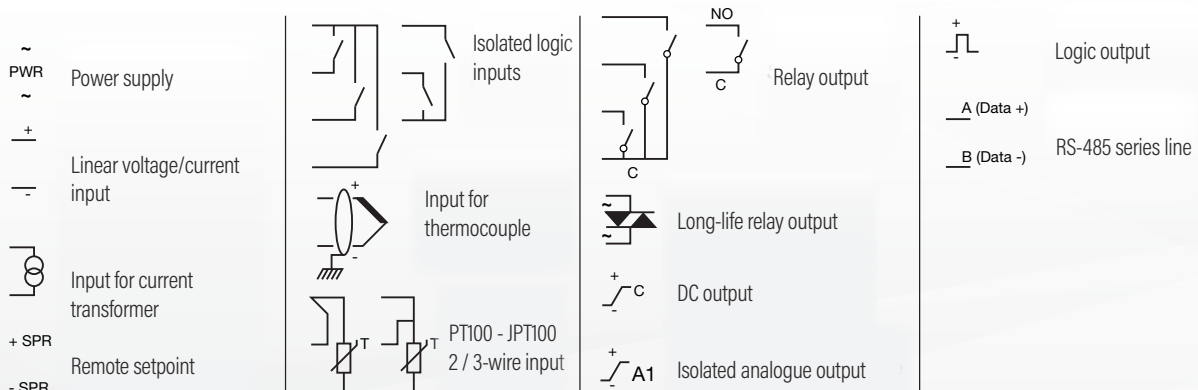 ~
PWR
~
Power supply
+
-
Linear voltage/current
input
Input for current
transformer
+ SPR
Remote setpoint
- SPR
Isolated logic
inputs
+
-
Input for
thermocouple
T
T
PT100 - JPT100
2 / 3-wire input
NO
C
C
Relay output
~
~
Long-life relay output
+
C
-
DC output
+
A1
-
Isolated analogue output
+
-
Logic output
A (Data +)
B (Data -)
RS-485 series line